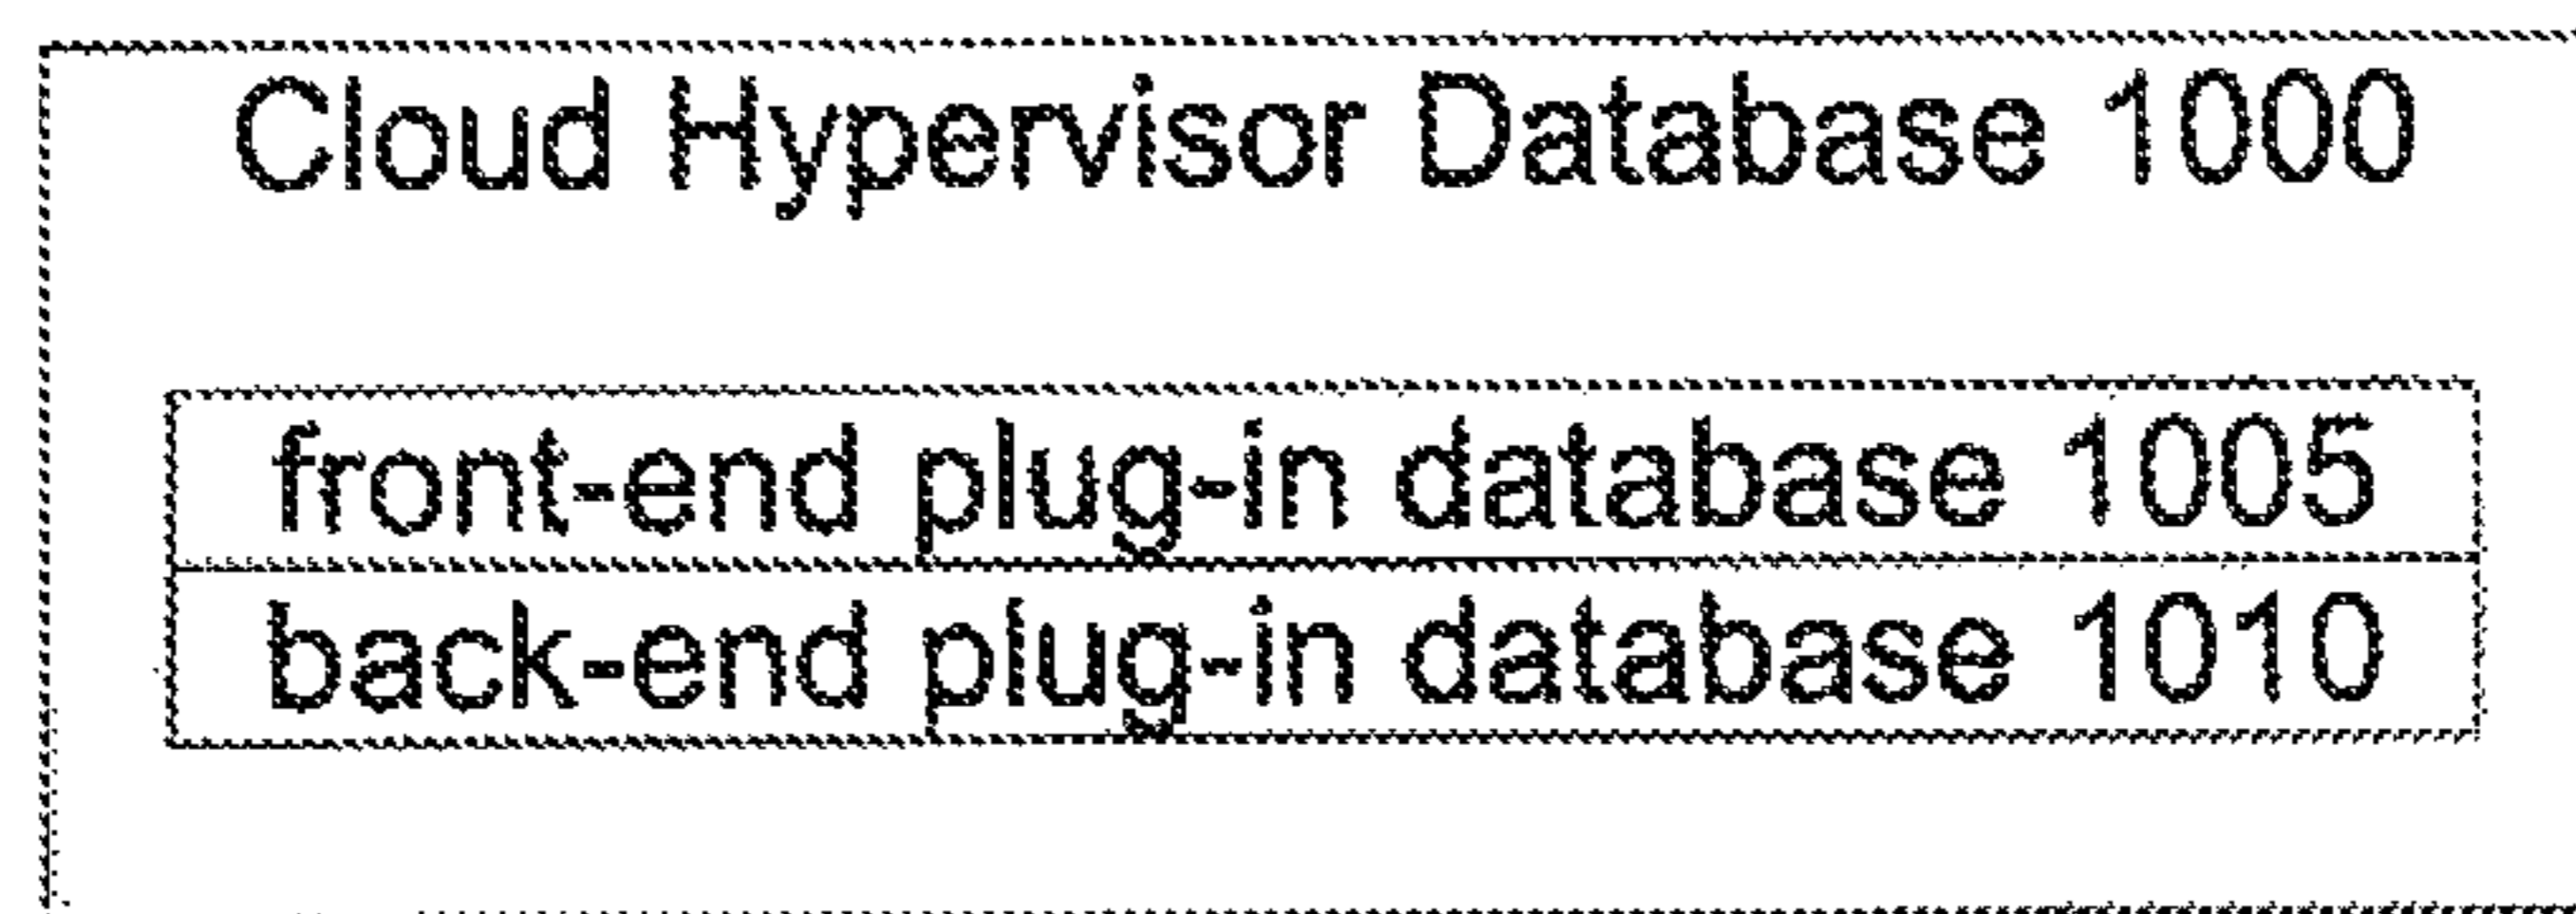 Cloud Hypervisor Database 1000
front-end plug-in database 1005
back-end plug-in database 1010